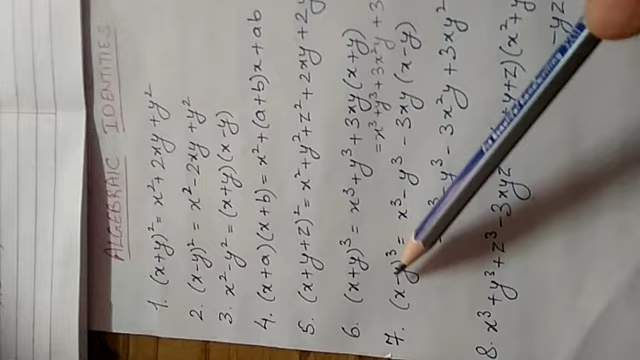 ALGEBRAIC IDENTITIES
1. (x+y)² = x²+2xy+y²
2. (x-y)² = x²-2xy+y²
3. x²-y² = (x+y)(x-y)
4. (x+a)(x+b) = x²+(a+b)x+ab
5. (x+y+z)² = x²+y²+z²+2xy+2y
6. (x+y)³ = x³+y³+3xy(x+y)
= x³+y³+3x²y+3
7. (x-y)³ = x³-y³-3xy(x-y)
-y³-3x²y+3xy²
8. x³+y³+z³-3xyz y+z)(x²+y
-yz